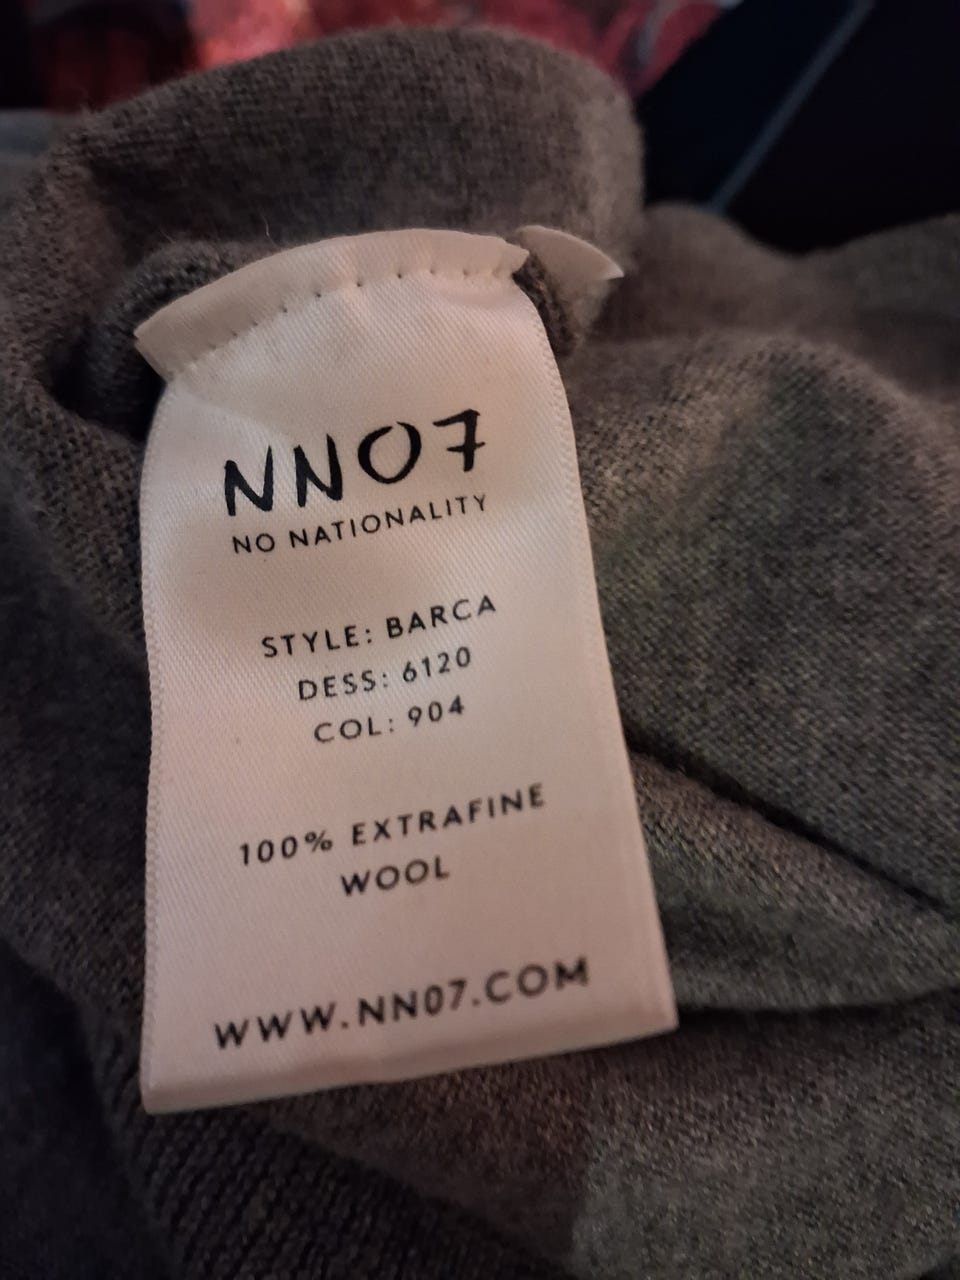 NN07
NO NATIONALITY
STYLE: BARCA
DESS: 6120
COL: 904
100% EXTRAFINE
WOOL
WWW.NN07.COM